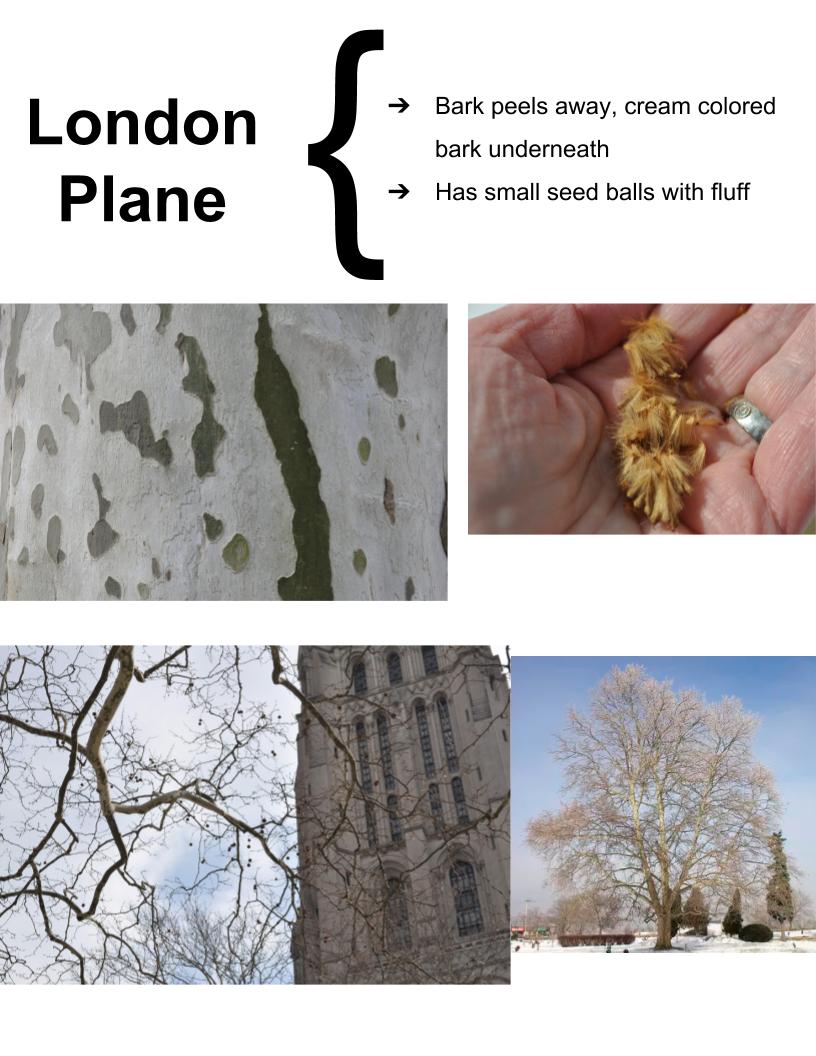 London
Plane
➔ Bark peels away, cream colored
bark underneath
➔ Has small seed balls with fluff